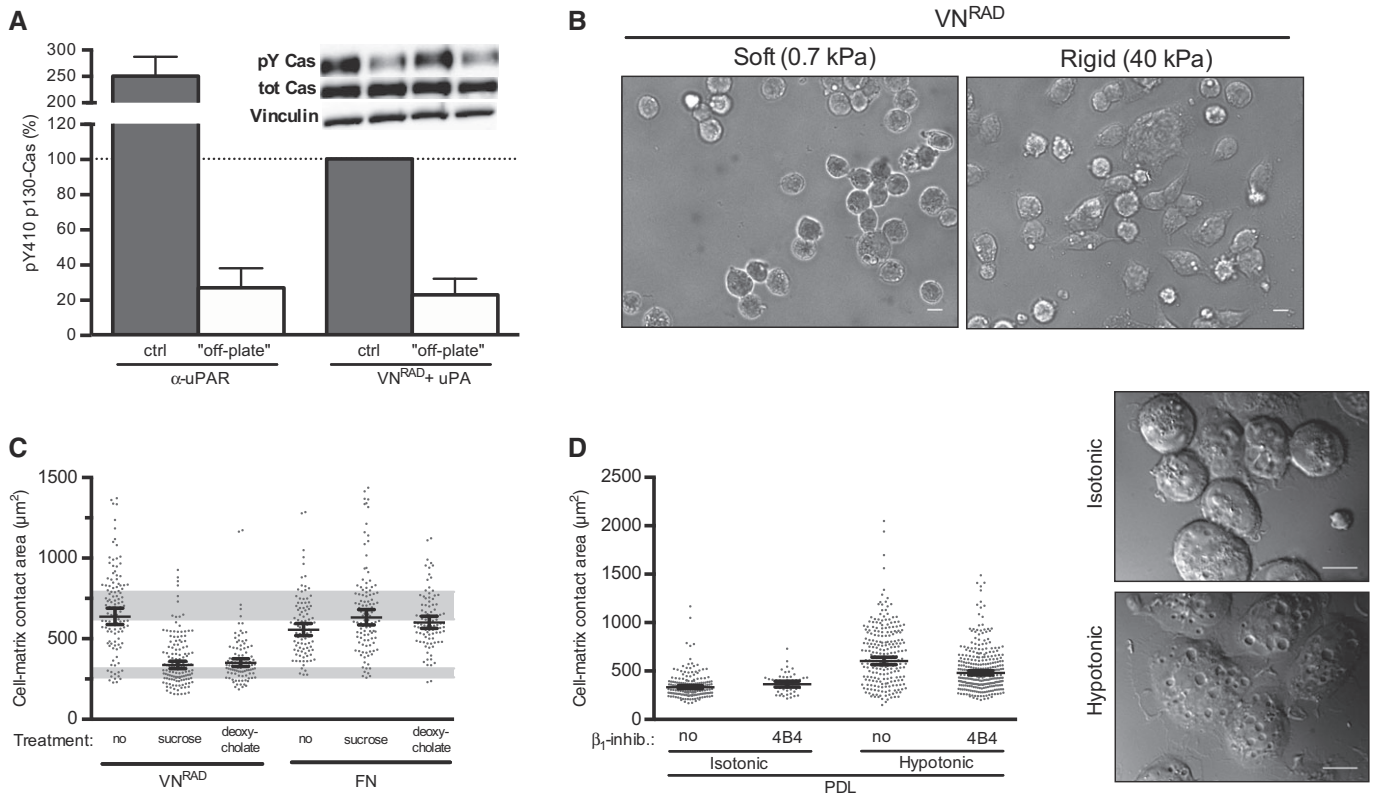 A
300
250
200
120
100
80
60
40
20
0
pY410 p130-Cas (%)
pY Cas
tot Cas
Vinculin
ctrl "off-plate" ctrl "off-plate"
α-uPAR VN^RAD + uPA
B
VN^RAD
Soft (0.7 kPa) Rigid (40 kPa)
C
1500
1000
500
0
Cell-matrix contact area (µm²)
Treatment: no sucrose deoxy-
cholate no sucrose deoxy-
cholate
VN^RAD FN
D
2500
2000
1500
1000
500
0
Cell-matrix contact area (µm²)
β₁-inhib.: no 4B4 no 4B4
Isotonic Hypotonic
PDL
Isotonic
Hypotonic